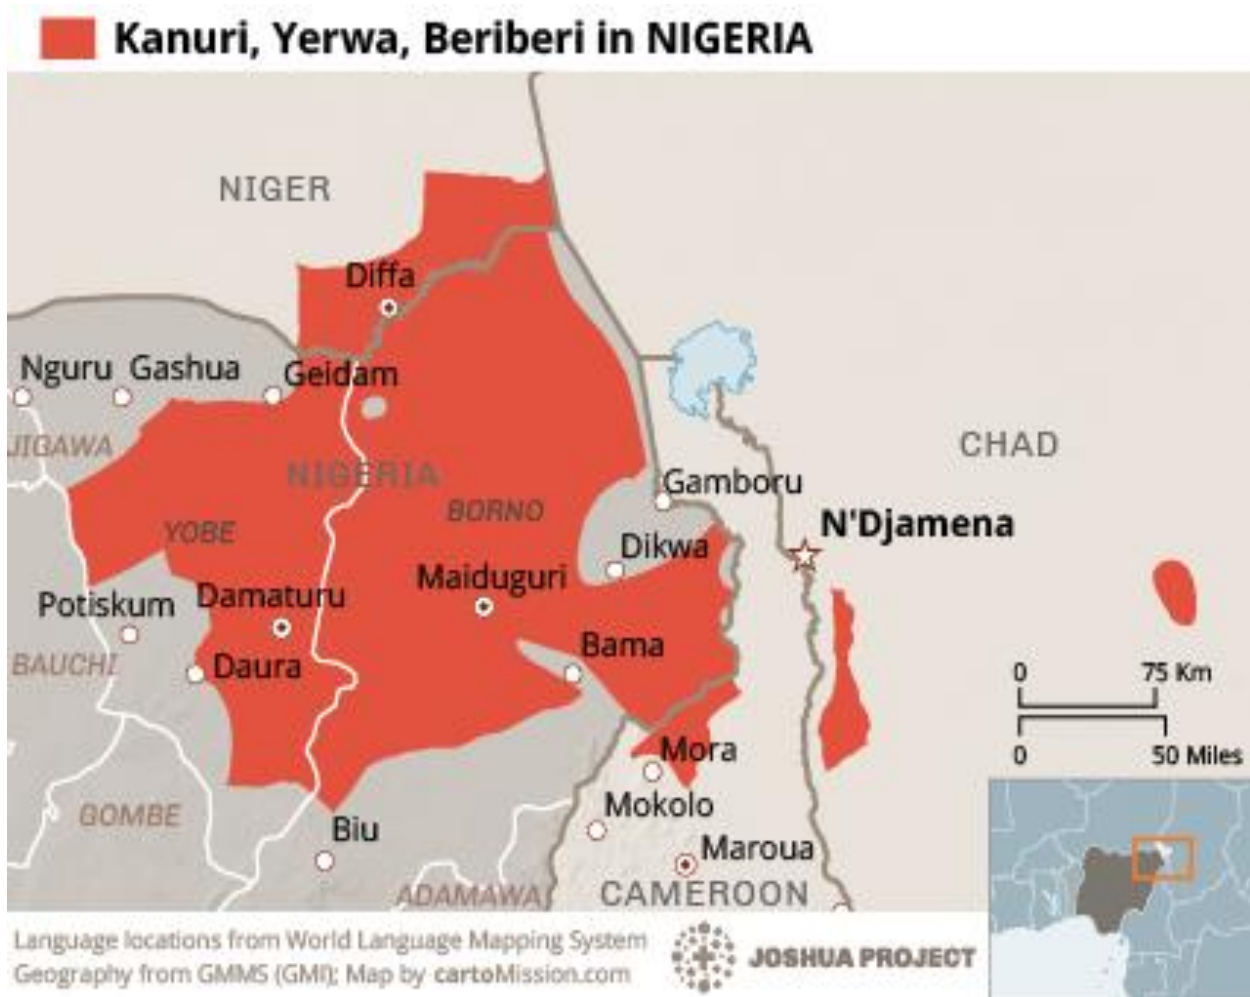 Kanuri, Yerwa, Beriberi in NIGERIA
NIGER
Diffa
Nguru
Gashua
Geidam
JIGAWA
NIGERIA
CHAD
Gamboru
BORNO
YOBE
N'Djamena
Dikwa
Maiduguri
Potiskum
Damaturu
Bama
BAUCHI
Daura
0 75 Km
0 50 Miles
Mora
Mokolo
GOMBE
Biu
Maroua
ADAMAWA
CAMEROON
Language locations from World Language Mapping System
Geography from GMMS (GMI); Map by cartoMission.com
JOSHUA PROJECT